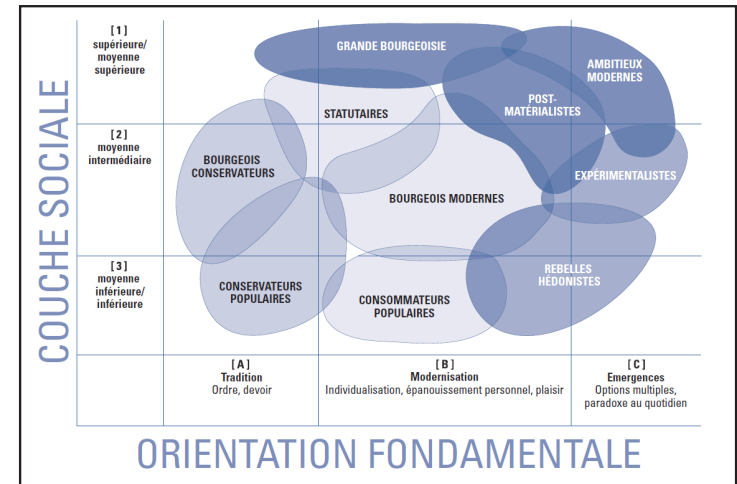 COUCHE SOCIALE
[1]
supérieure/
moyenne
supérieure
[2]
moyenne
intermédiaire
[3]
moyenne
inférieure/
inférieure
GRANDE BOURGEOISIE
AMBITIEUX
MODERNES
POST-
MATÉRIALISTES
STATUTAIRES
BOURGEOIS
CONSERVATEURS
EXPÉRIMENTALISTES
BOURGEOIS MODERNES
REBELLES
HÉDONISTES
CONSERVATEURS
POPULAIRES
CONSOMMATEURS
POPULAIRES
[A]
Tradition
Ordre, devoir
[B]
Modernisation
Individualisation, épanouissement personnel, plaisir
[C]
Emergences
Options multiples,
paradoxe au quotidien
ORIENTATION FONDAMENTALE